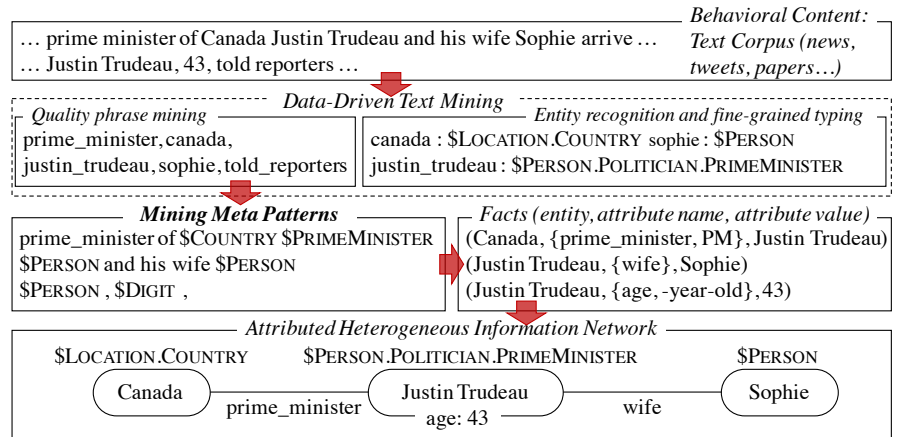 Behavioral Content:
Text Corpus (news,
tweets, papers…)
… prime minister of Canada Justin Trudeau and his wife Sophie arrive …
… Justin Trudeau, 43, told reporters …
Data-Driven Text Mining
Quality phrase mining
prime_minister, canada,
justin_trudeau, sophie, told_reporters
Entity recognition and fine-grained typing
canada : $LOCATION.COUNTRY sophie : $PERSON
justin_trudeau : $PERSON.POLITICIAN.PRIMEMINISTER
Mining Meta Patterns
prime_minister of $COUNTRY $PRIMEMINISTER
$PERSON and his wife $PERSON
$PERSON , $DIGIT ,
Facts (entity, attribute name, attribute value)
(Canada, {prime_minister, PM}, Justin Trudeau)
(Justin Trudeau, {wife}, Sophie)
(Justin Trudeau, {age, -year-old}, 43)
Attributed Heterogeneous Information Network
$LOCATION.COUNTRY $PERSON.POLITICIAN.PRIMEMINISTER $PERSON
Canada Justin Trudeau Sophie
prime_minister wife
age: 43